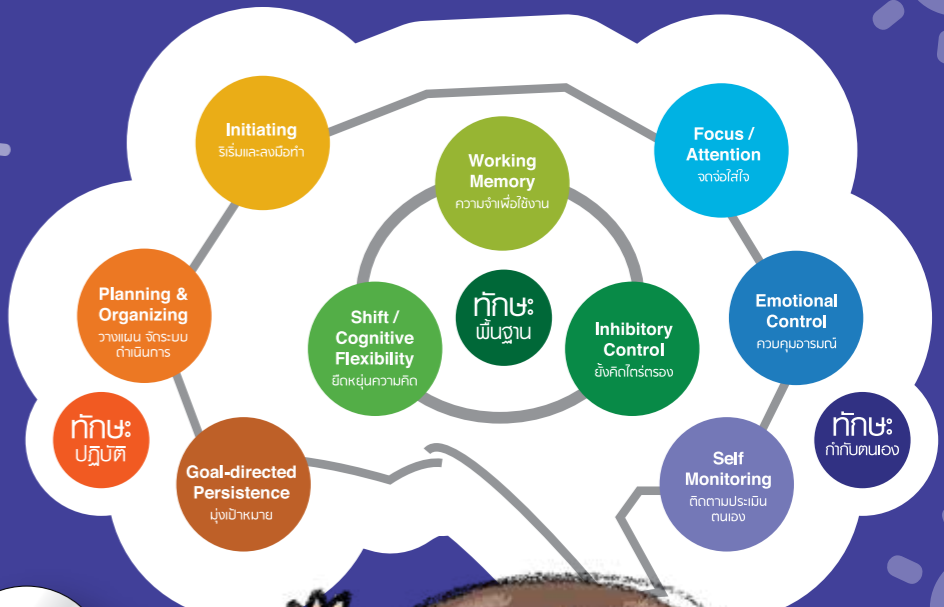 Initiating
ริเริ่มและลงมือทำ
Focus /
Attention
จดจ่อใส่ใจ
Working
Memory
ความจำเพื่อใช้งาน
Planning &
Organizing
วางแผน จัดระบบ
ดำเนินการ
Shift /
Cognitive
Flexibility
ยืดหยุ่นความคิด
ทักษะ
พื้นฐาน
Inhibitory
Control
ยั้งคิดไตร่ตรอง
Emotional
Control
ควบคุมอารมณ์
ทักษะ
ปฏิบัติ
Goal-directed
Persistence
มุ่งเป้าหมาย
Self
Monitoring
ติดตามประเมิน
ตนเอง
ทักษะ
กำกับตนเอง